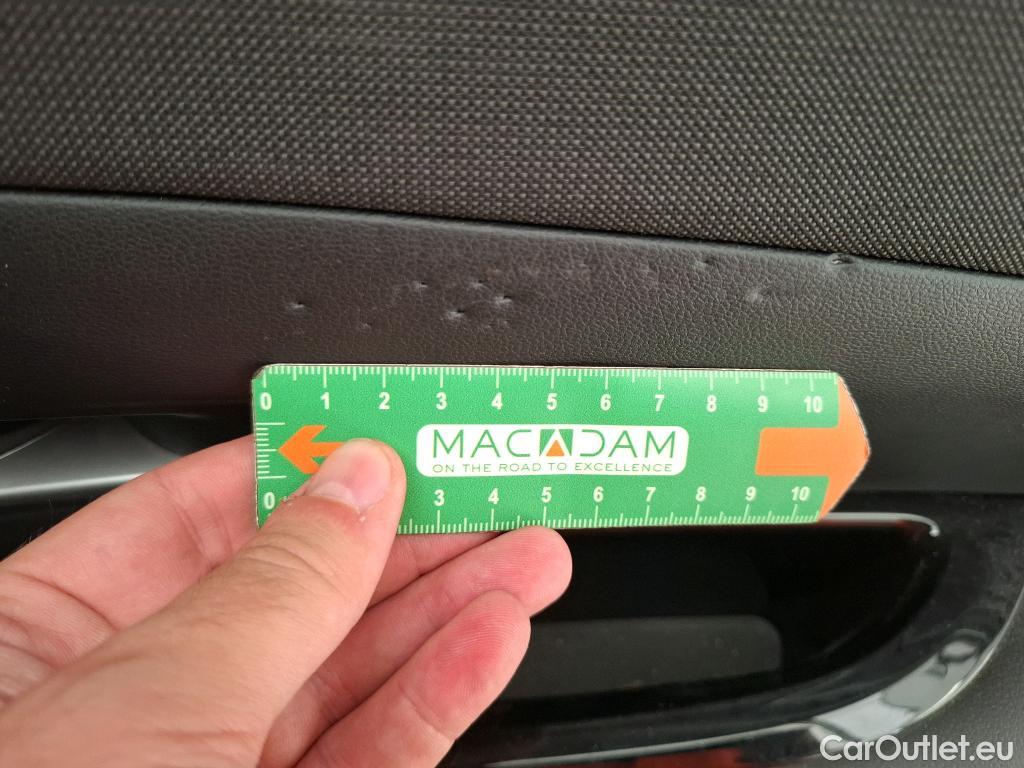 0 1 2 3 4 5 6 7 8 9 10
MACADAM
ON THE ROAD TO EXCELLENCE
0 3 4 5 6 7 8 9 10
CarOutlet.eu